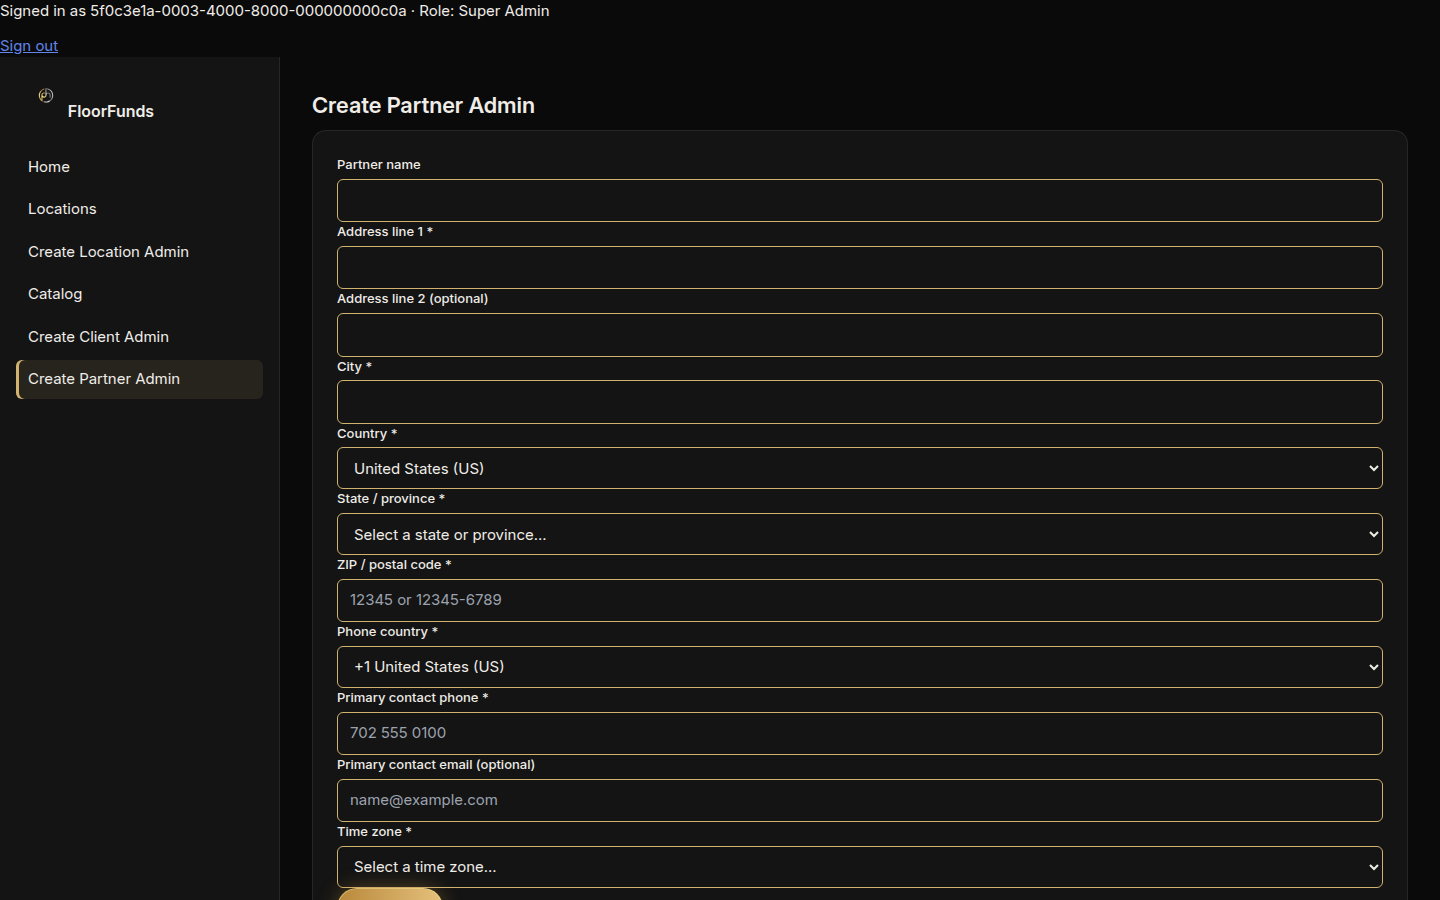 Signed in as 5f0c3e1a-0003-4000-8000-000000000c0a · Role: Super Admin
Sign out
FloorFunds
Home
Locations
Create Location Admin
Catalog
Create Client Admin
Create Partner Admin
Create Partner Admin
Partner name
Address line 1 *
Address line 2 (optional)
City *
Country *
United States (US)
State / province *
Select a state or province...
ZIP / postal code *
12345 or 12345-6789
Phone country *
+1 United States (US)
Primary contact phone *
702 555 0100
Primary contact email (optional)
name@example.com
Time zone *
Select a time zone...